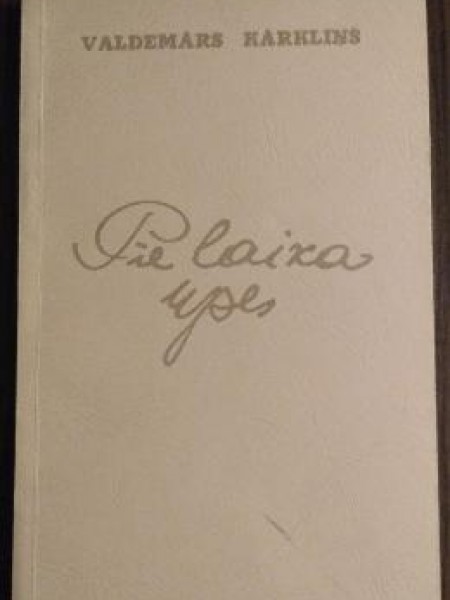 VALDEMĀRS KĀRKLIŅŠ
Pie laika
upes